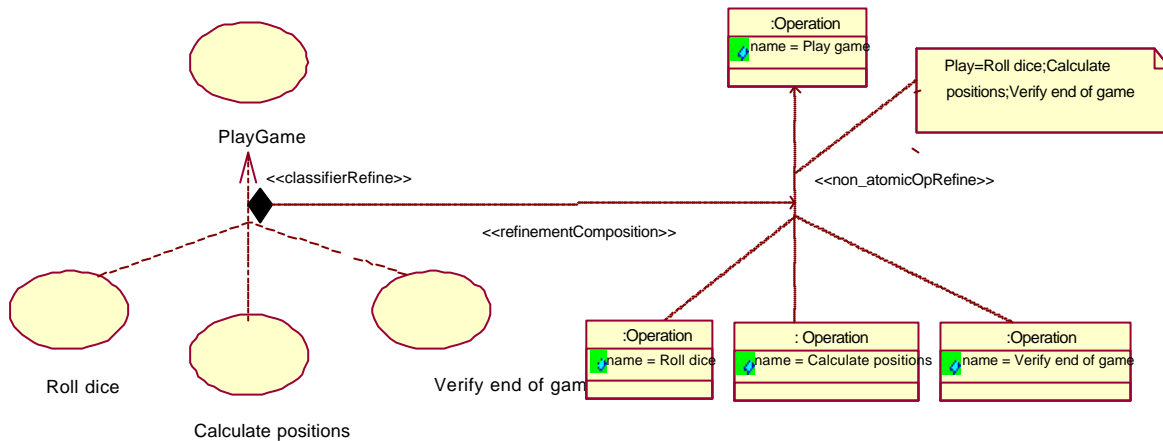 :Operation
name = Play game
Play=Roll dice;Calculate
positions;Verify end of game
PlayGame
<<classifierRefine>>
<<non_atomicOpRefine>>
<<refinementComposition>>
:Operation
name = Roll dice
: Operation
name = Calculate positions
:Operation
name = Verify end of game
Roll dice
Verify end of gam
Calculate positions